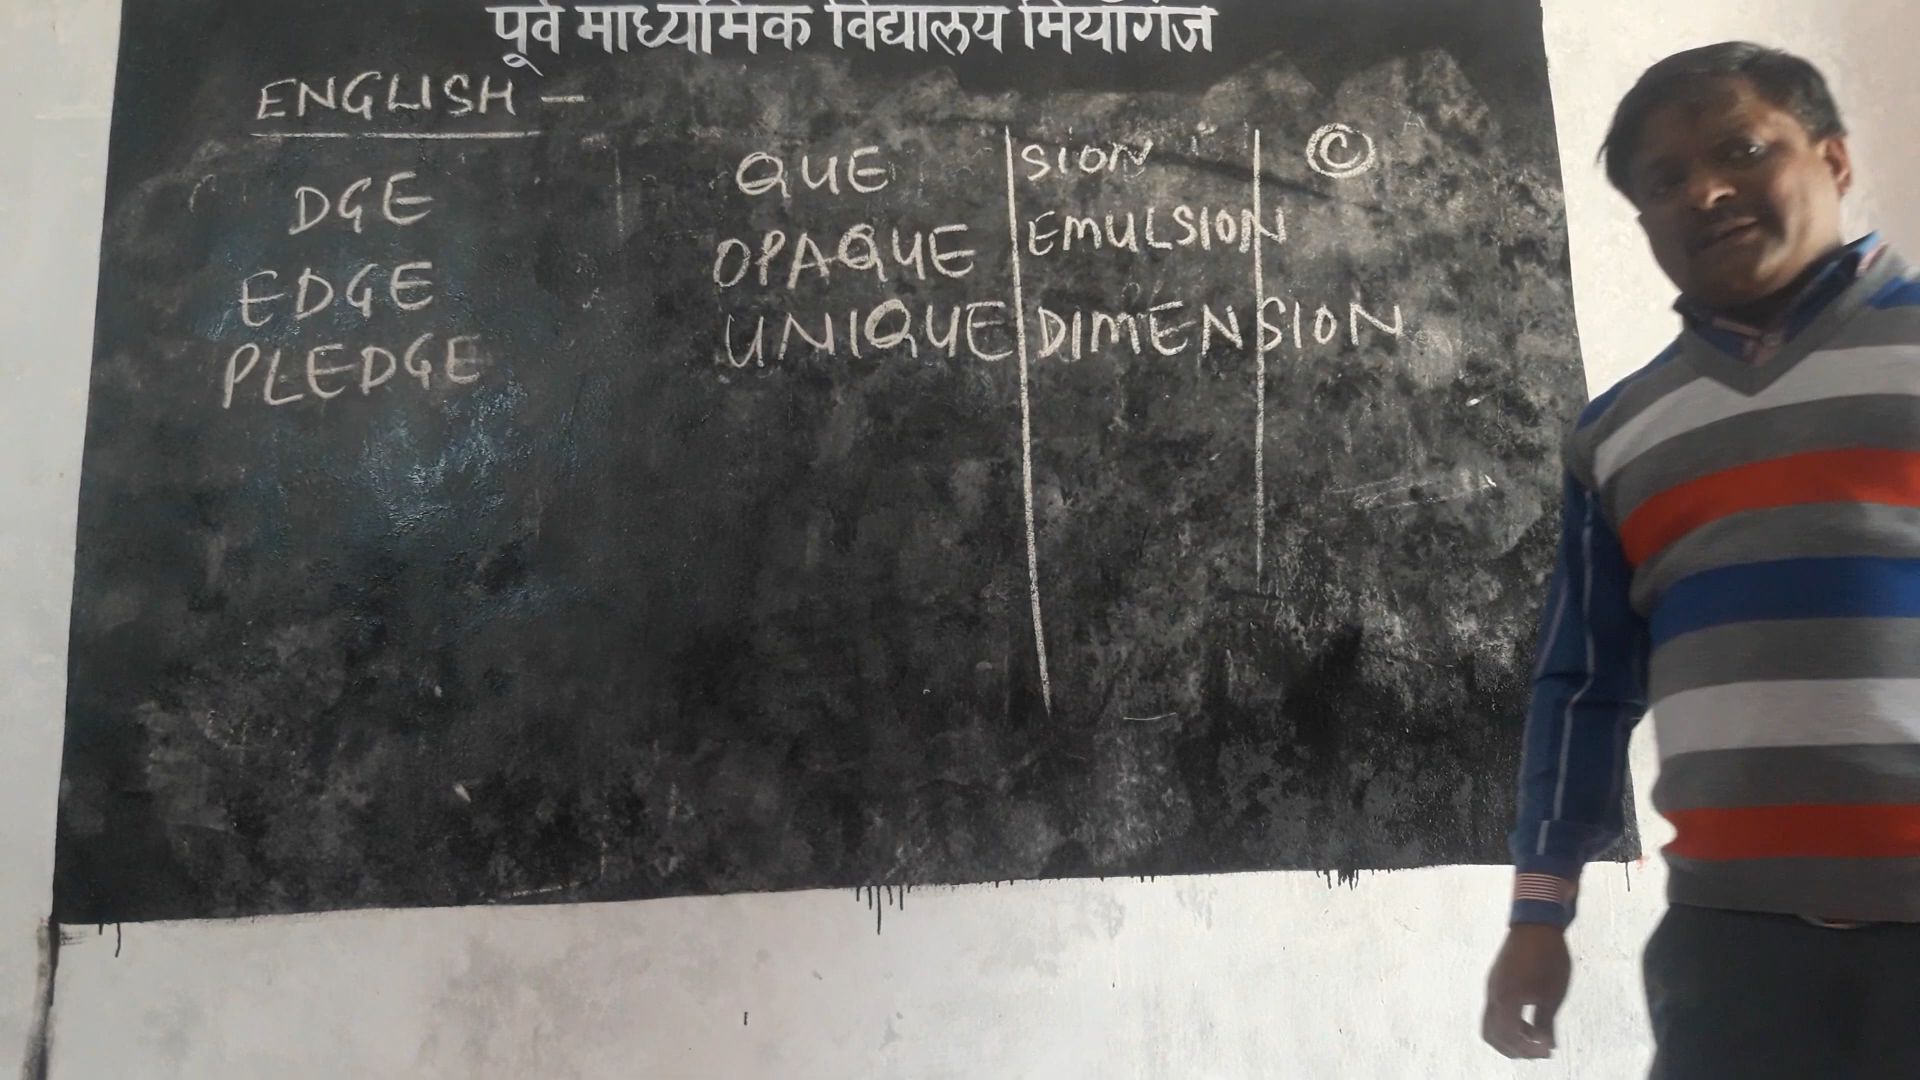 पूर्व माध्यमिक विद्यालय मियाँगंज
ENGLISH —
DGE
EDGE
PLEDGE
QUE
OPAQUE
UNIQUE
SION
EMULSION
DIMENSION
©